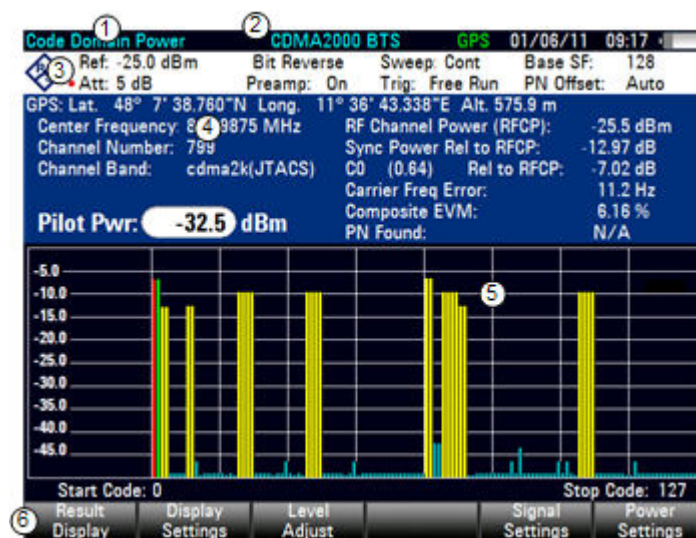 ① Code Domain Power ② CDMA2000 BTS GPS 01/06/11 09:17
③ Ref: -25.0 dBm Bit Reverse Sweep: Cont Base SF: 128
Att: 5 dB Preamp: On Trig: Free Run PN Offset: Auto
GPS: Lat. 48° 7' 38.760"N Long. 11° 36' 43.338"E Alt. 575.9 m
Center Frequency: ④ 9875 MHz RF Channel Power (RFCP): -25.5 dBm
Channel Number: 799 Sync Power Rel to RFCP: -12.97 dB
Channel Band: cdma2k(JTACS) C0 (0.64) Rel to RFCP: -7.02 dB
Carrier Freq Error: 11.2 Hz
Pilot Pwr: -32.5 dBm Composite EVM: 6.16 %
PN Found: N/A
-5.0
-10.0 ⑤
-15.0
-20.0
-25.0
-30.0
-35.0
-40.0
-45.0
Start Code: 0 Stop Code: 127
⑥ Result Display Level Signal Power
Display Settings Adjust Settings Settings